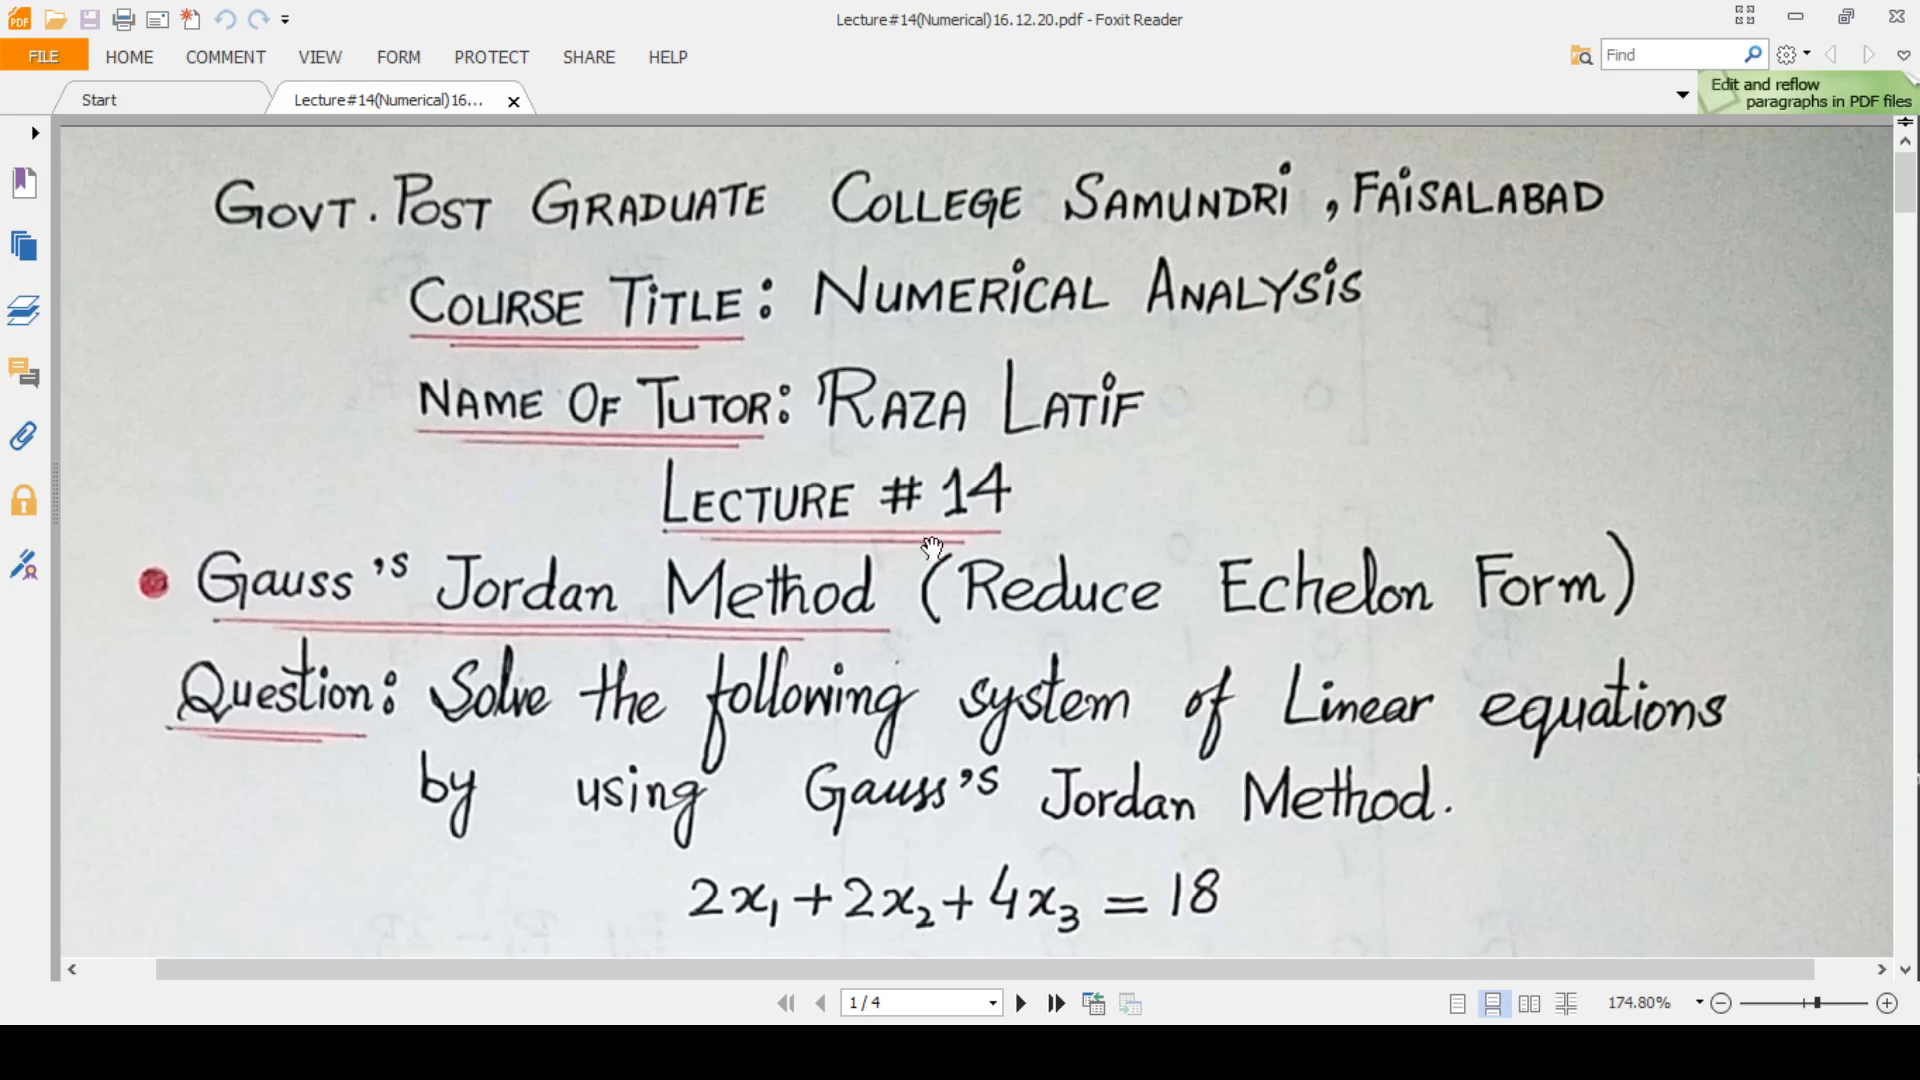 Lecture#14(Numerical)16.12.20.pdf - Foxit Reader
FILE HOME COMMENT VIEW FORM PROTECT SHARE HELP
Find
Start
Lecture#14(Numerical)16...
Edit and reflow
paragraphs in PDF files
GOVT. POST GRADUATE COLLEGE SAMUNDRi, FAiSALABAD
COURSE TiTLE: NUMERiCAL ANALYSiS
NAME OF TUTOR: RAZA LATiF
LECTURE # 14
Gauss's Jordan Method (Reduce Echelon Form)
Question: Solve the following system of Linear equations
by using Gauss's Jordan Method.
2x₁ + 2x₂ + 4x₃ = 18
1 / 4
174.80%